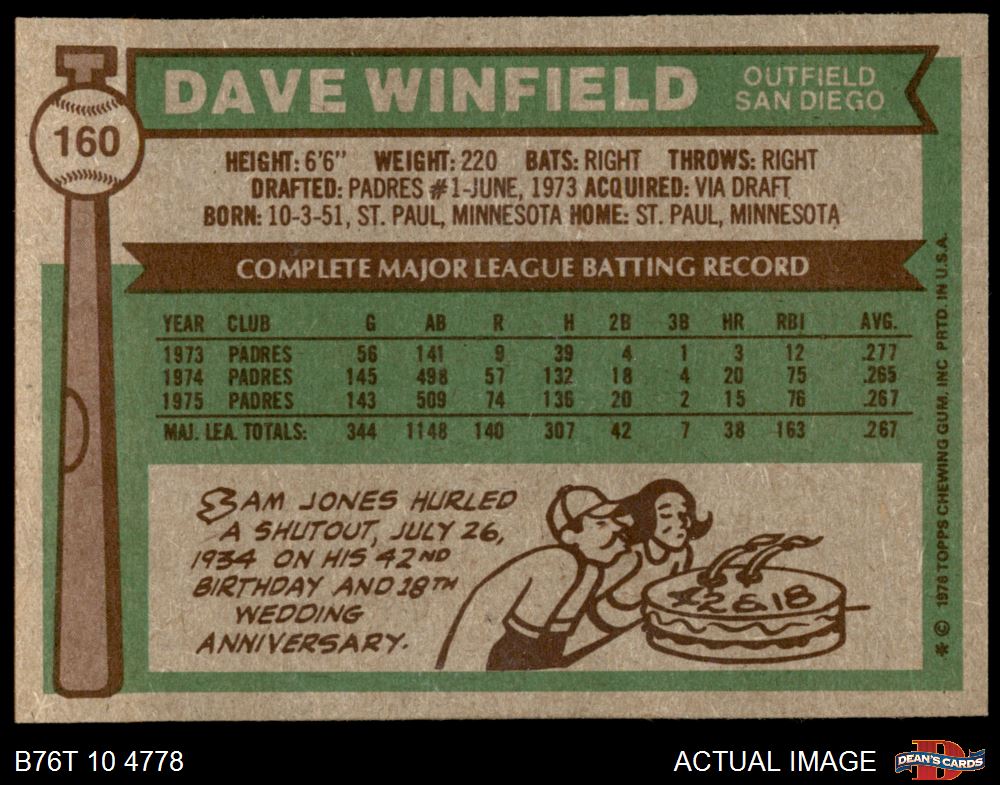 160
DAVE WINFIELD
OUTFIELD
SAN DIEGO
HEIGHT: 6'6" WEIGHT: 220 BATS: RIGHT THROWS: RIGHT
DRAFTED: PADRES #1-JUNE, 1973 ACQUIRED: VIA DRAFT
BORN: 10-3-51, ST. PAUL, MINNESOTA HOME: ST. PAUL, MINNESOTA
COMPLETE MAJOR LEAGUE BATTING RECORD
YEAR CLUB G AB R H 2B 3B HR RBI AVG.
1973 PADRES 56 141 9 39 4 1 3 12 .277
1974 PADRES 145 498 57 132 18 4 20 75 .265
1975 PADRES 143 509 74 136 20 2 15 76 .267
MAJ. LEA. TOTALS: 344 1148 140 307 42 7 38 163 .267
SAM JONES HURLED
A SHUTOUT, JULY 26,
1934 ON HIS 42ND
BIRTHDAY AND 18TH
WEDDING
ANNIVERSARY.
42 & 18
* © 1976 TOPPS CHEWING GUM, INC. PRTD. IN U.S.A.
B76T 10 4778
ACTUAL IMAGE
D
DEAN'S CARDS